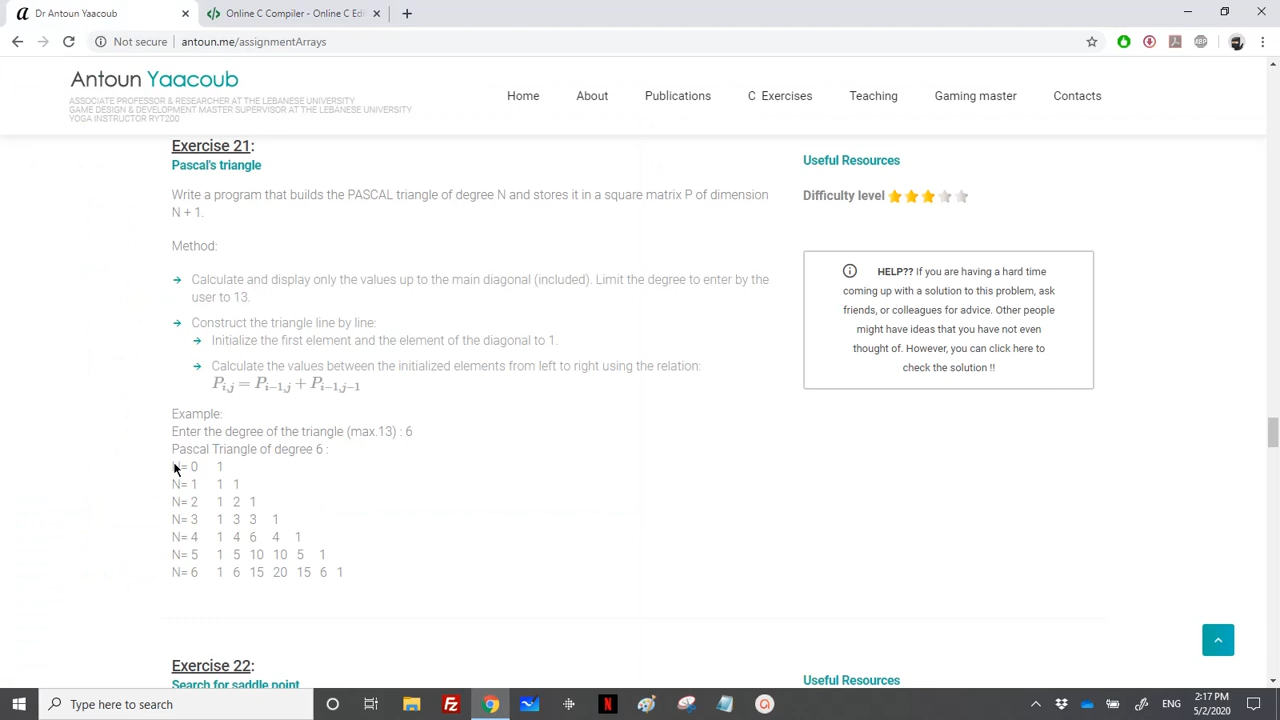 Dr Antoun Yaacoub
Online C Compiler - Online C Edi
Not secure antoun.me/assignmentArrays
Antoun Yaacoub
ASSOCIATE PROFESSOR & RESEARCHER AT THE LEBANESE UNIVERSITY
GAME DESIGN & DEVELOPMENT MASTER SUPERVISOR AT THE LEBANESE UNIVERSITY
YOGA INSTRUCTOR RYT200
Home About Publications C Exercises Teaching Gaming master Contacts
Exercise 21:
Pascal's triangle
Write a program that builds the PASCAL triangle of degree N and stores it in a square matrix P of dimension
N + 1.
Method:
Calculate and display only the values up to the main diagonal (included). Limit the degree to enter by the
user to 13.
Construct the triangle line by line:
Initialize the first element and the element of the diagonal to 1.
Calculate the values between the initialized elements from left to right using the relation:
P_{i,j} = P_{i−1,j} + P_{i−1,j−1}
Example:
Enter the degree of the triangle (max.13) : 6
Pascal Triangle of degree 6 :
N= 0 1
N= 1 1 1
N= 2 1 2 1
N= 3 1 3 3 1
N= 4 1 4 6 4 1
N= 5 1 5 10 10 5 1
N= 6 1 6 15 20 15 6 1
Useful Resources
Difficulty level
HELP?? If you are having a hard time
coming up with a solution to this problem, ask
friends, or colleagues for advice. Other people
might have ideas that you have not even
thought of. However, you can click here to
check the solution !!
Exercise 22:
Search for saddle point
Useful Resources
Type here to search
ENG
2:17 PM
5/2/2020